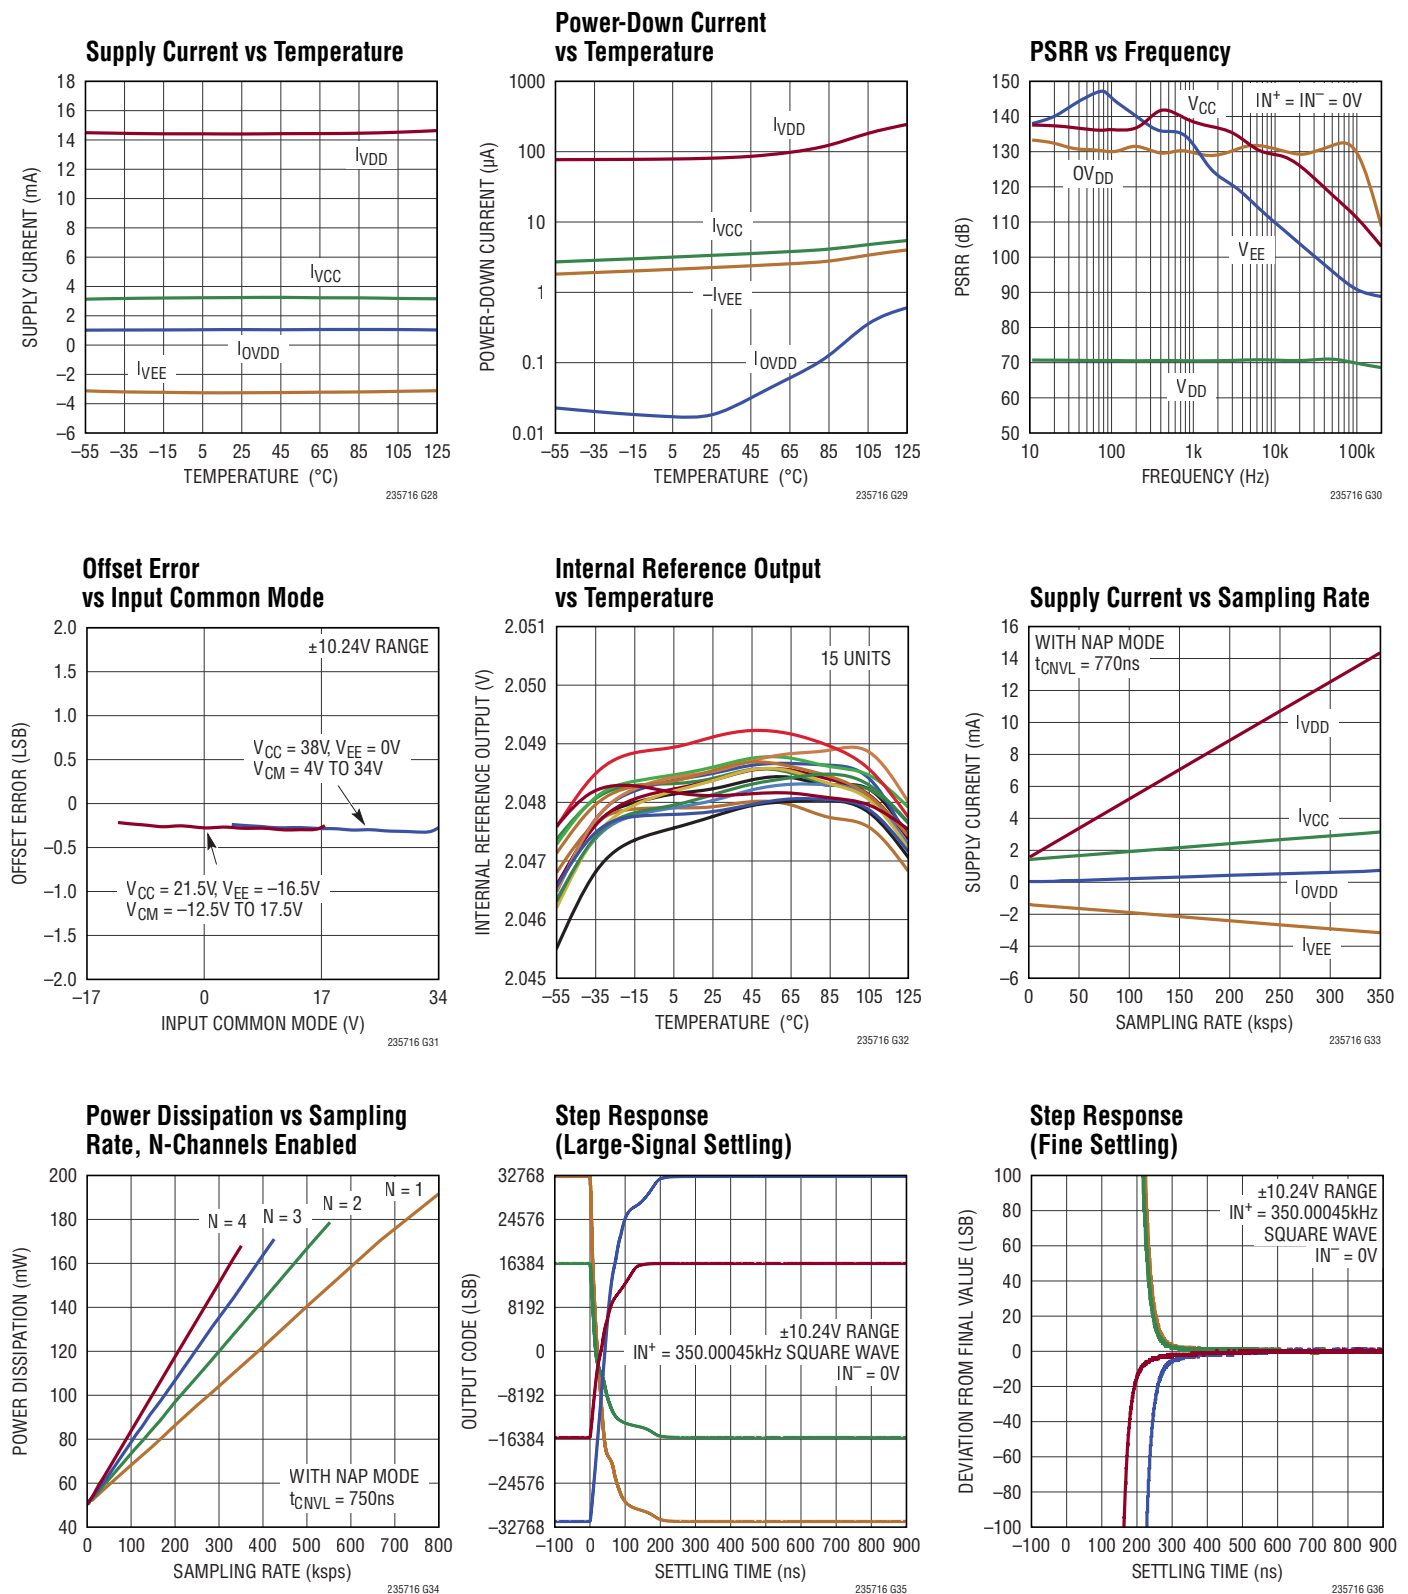 Supply Current vs Temperature
SUPPLY CURRENT (mA)
18
16
14
12
10
8
6
4
2
0
–2
–4
–6
IVDD
IVCC
IOVDD
IVEE
–55 –35 –15 5 25 45 65 85 105 125
TEMPERATURE (°C)
235716 G28
Power-Down Current
vs Temperature
POWER-DOWN CURRENT (µA)
1000
100
10
1
0.1
0.01
IVDD
IVCC
–IVEE
IOVDD
–55 –35 –15 5 25 45 65 85 105 125
TEMPERATURE (°C)
235716 G29
PSRR vs Frequency
PSRR (dB)
150
140
130
120
110
100
90
80
70
60
50
VCC
IN+ = IN– = 0V
OVDD
VEE
VDD
10 100 1k 10k 100k
FREQUENCY (Hz)
235716 G30
Offset Error
vs Input Common Mode
OFFSET ERROR (LSB)
2.0
1.5
1.0
0.5
0
–0.5
–1.0
–1.5
–2.0
±10.24V RANGE
VCC = 38V, VEE = 0V
VCM = 4V TO 34V
VCC = 21.5V, VEE = –16.5V
VCM = –12.5V TO 17.5V
–17 0 17 34
INPUT COMMON MODE (V)
235716 G31
Internal Reference Output
vs Temperature
INTERNAL REFERENCE OUTPUT (V)
2.051
2.050
2.049
2.048
2.047
2.046
2.045
15 UNITS
–55 –35 –15 5 25 45 65 85 105 125
TEMPERATURE (°C)
235716 G32
Supply Current vs Sampling Rate
SUPPLY CURRENT (mA)
16
14
12
10
8
6
4
2
0
–2
–4
–6
WITH NAP MODE
tCNVL = 770ns
IVDD
IVCC
IOVDD
IVEE
0 50 100 150 200 250 300 350
SAMPLING RATE (ksps)
235716 G33
Power Dissipation vs Sampling
Rate, N-Channels Enabled
POWER DISSIPATION (mW)
200
180
160
140
120
100
80
60
40
N = 4
N = 3
N = 2
N = 1
WITH NAP MODE
tCNVL = 750ns
0 100 200 300 400 500 600 700 800
SAMPLING RATE (ksps)
235716 G34
Step Response
(Large-Signal Settling)
OUTPUT CODE (LSB)
32768
24576
16384
8192
0
–8192
–16384
–24576
–32768
±10.24V RANGE
IN+ = 350.00045kHz SQUARE WAVE
IN– = 0V
–100 0 100 200 300 400 500 600 700 800 900
SETTLING TIME (ns)
235716 G35
Step Response
(Fine Settling)
DEVIATION FROM FINAL VALUE (LSB)
100
80
60
40
20
0
–20
–40
–60
–80
–100
±10.24V RANGE
IN+ = 350.00045kHz
SQUARE WAVE
IN– = 0V
–100 0 100 200 300 400 500 600 700 800 900
SETTLING TIME (ns)
235716 G36